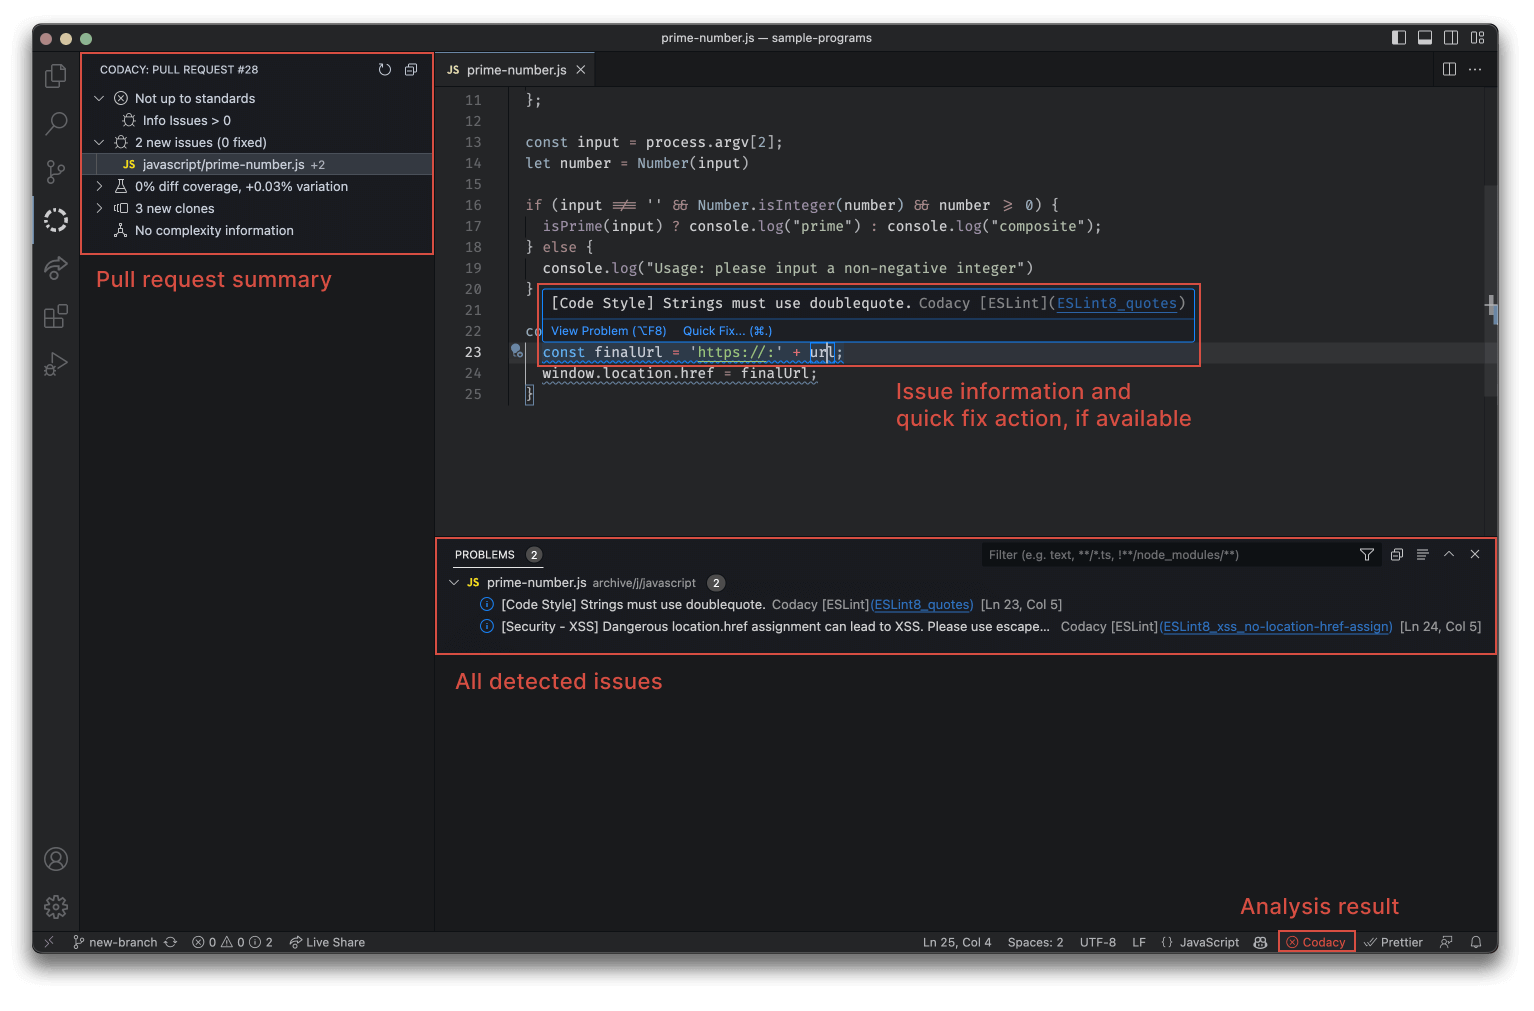 prime-number.js — sample-programs
CODACY: PULL REQUEST #28
Not up to standards
Info Issues > 0
2 new issues (0 fixed)
JS javascript/prime-number.js +2
0% diff coverage, +0.03% variation
3 new clones
No complexity information
Pull request summary
JS prime-number.js
11 };
12
13 const input = process.argv[2];
14 let number = Number(input)
15
16 if (input !== '' && Number.isInteger(number) && number >= 0) {
17 isPrime(input) ? console.log("prime") : console.log("composite");
18 } else {
19 console.log("Usage: please input a non-negative integer")
20 }
21
[Code Style] Strings must use doublequote. Codacy [ESLint](ESLint8_quotes)
22 co
View Problem (⌥F8) Quick Fix... (⌘.)
23 const finalUrl = 'https://:' + url;
24 window.location.href = finalUrl;
25 }
Issue information and
quick fix action, if available
PROBLEMS 2
Filter (e.g. text, **/*.ts, !**/node_modules/**)
JS prime-number.js archive/j/javascript 2
[Code Style] Strings must use doublequote. Codacy [ESLint](ESLint8_quotes) [Ln 23, Col 5]
[Security - XSS] Dangerous location.href assignment can lead to XSS. Please use escape... Codacy [ESLint](ESLint8_xss_no-location-href-assign) [Ln 24, Col 5]
All detected issues
Analysis result
new-branch 0 0 2 Live Share Ln 25, Col 4 Spaces: 2 UTF-8 LF {} JavaScript Codacy Prettier